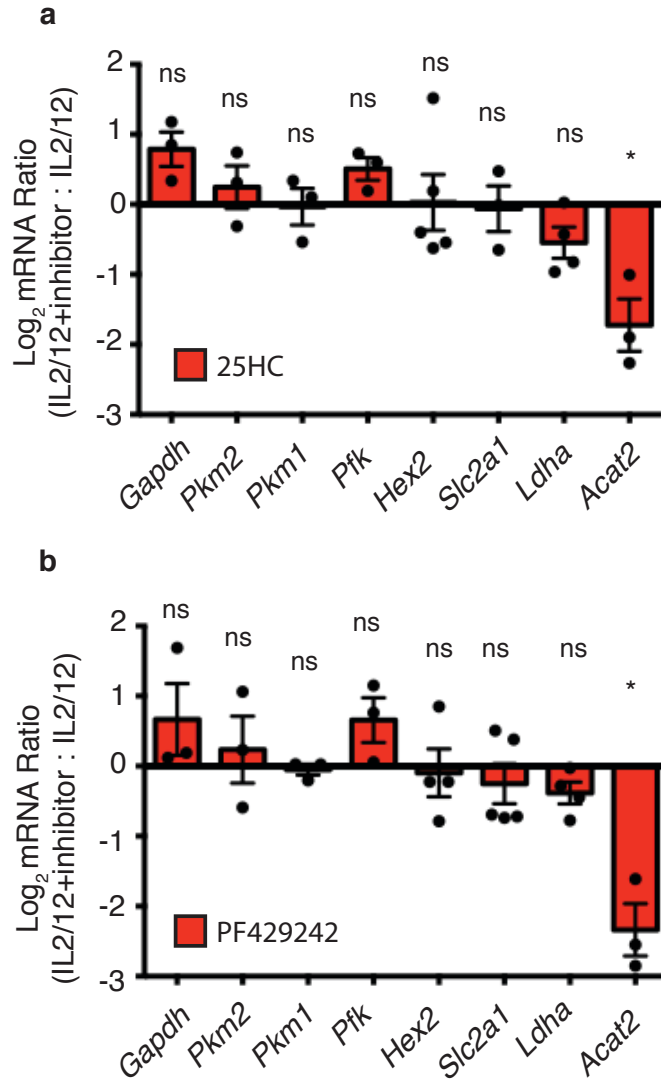 a
Log2 mRNA Ratio
(IL2/12+inhibitor : IL2/12)
2
1
0
-1
-2
-3
ns
ns
ns
ns
ns
ns
ns
*
25HC
Gapdh
Pkm2
Pkm1
Pfk
Hex2
Slc2a1
Ldha
Acat2
b
Log2 mRNA Ratio
(IL2/12+inhibitor : IL2/12)
2
1
0
-1
-2
-3
ns
ns
ns
ns
ns
ns
ns
*
PF429242
Gapdh
Pkm2
Pkm1
Pfk
Hex2
Slc2a1
Ldha
Acat2